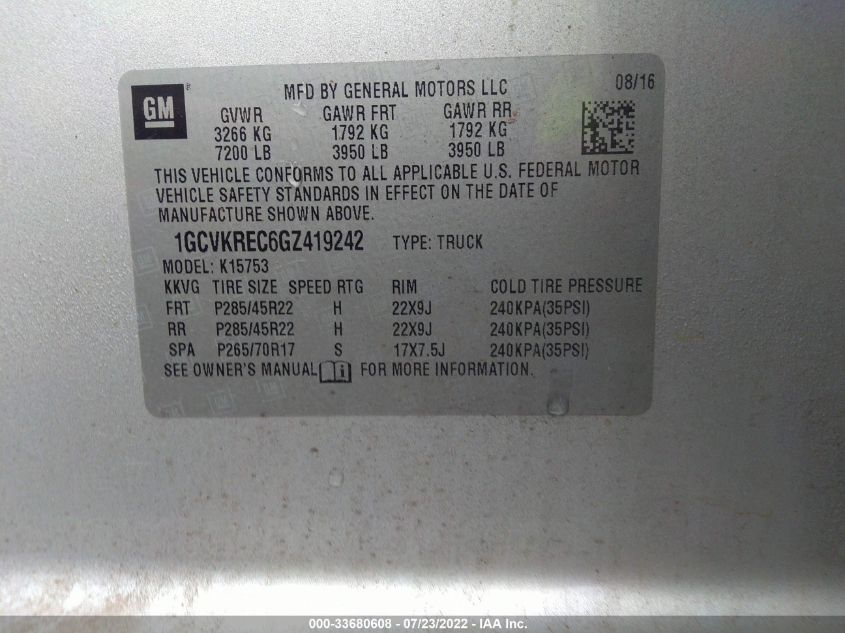 GM
®
MFD BY GENERAL MOTORS LLC 08/16
GVWR GAWR FRT GAWR RR
3266 KG 1792 KG 1792 KG
7200 LB 3950 LB 3950 LB
THIS VEHICLE CONFORMS TO ALL APPLICABLE U.S. FEDERAL MOTOR
VEHICLE SAFETY STANDARDS IN EFFECT ON THE DATE OF
MANUFACTURE SHOWN ABOVE.
1GCVKREC6GZ419242 TYPE: TRUCK
MODEL: K15753
KKVG TIRE SIZE SPEED RTG RIM COLD TIRE PRESSURE
FRT P285/45R22 H 22X9J 240KPA(35PSI)
RR P285/45R22 H 22X9J 240KPA(35PSI)
SPA P265/70R17 S 17X7.5J 240KPA(35PSI)
SEE OWNER'S MANUAL i FOR MORE INFORMATION.
000-33680608 - 07/23/2022 - IAA Inc.